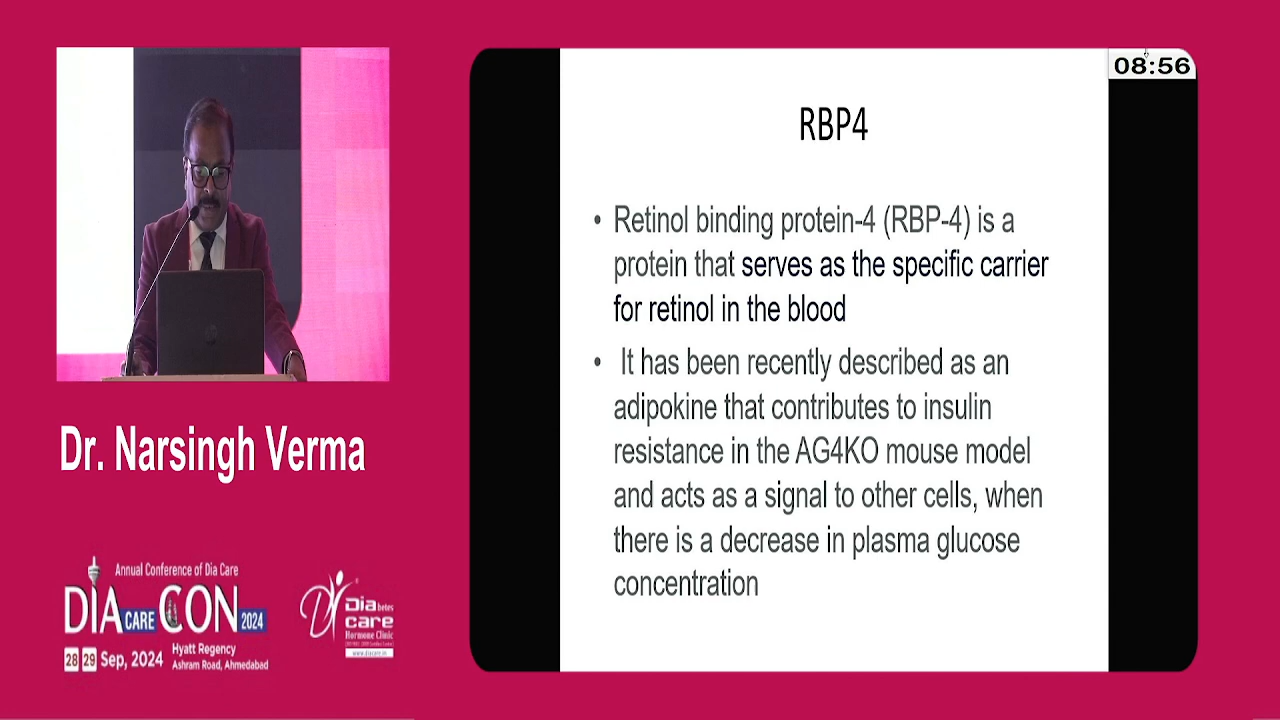 08:56
RBP4
• Retinol binding protein-4 (RBP-4) is a
protein that serves as the specific carrier
for retinol in the blood
• It has been recently described as an
adipokine that contributes to insulin
resistance in the AG4KO mouse model
and acts as a signal to other cells, when
there is a decrease in plasma glucose
concentration
Dr. Narsingh Verma
Annual Conference of Dia Care
DIA CARE CON 2024
28 29 Sep, 2024
Hyatt Regency
Ashram Road, Ahmedabad
Diabetes
care
Hormone Clinic
www.diacare.in